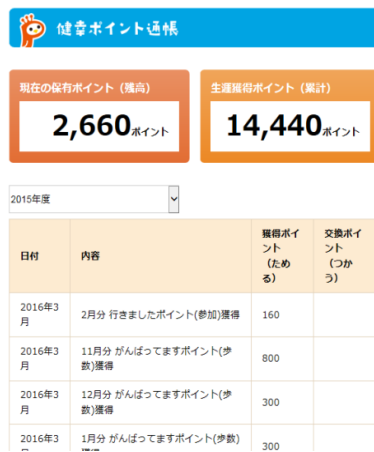 健幸ポイント通帳
現在の保有ポイント（残高）
2,660ポイント
生涯獲得ポイント（累計）
14,440ポイント
2015年度
日付
内容
獲得ポイ
ント
（ため
る）
交換ポイ
ント
（つか
う）
2016年3
月
2月分 行きましたポイント(参加)獲得
160
2016年3
月
11月分 がんばってますポイント(歩
数)獲得
800
2016年3
月
12月分 がんばってますポイント(歩
数)獲得
300
2016年3
1月分 がんばってますポイント(歩数)
300